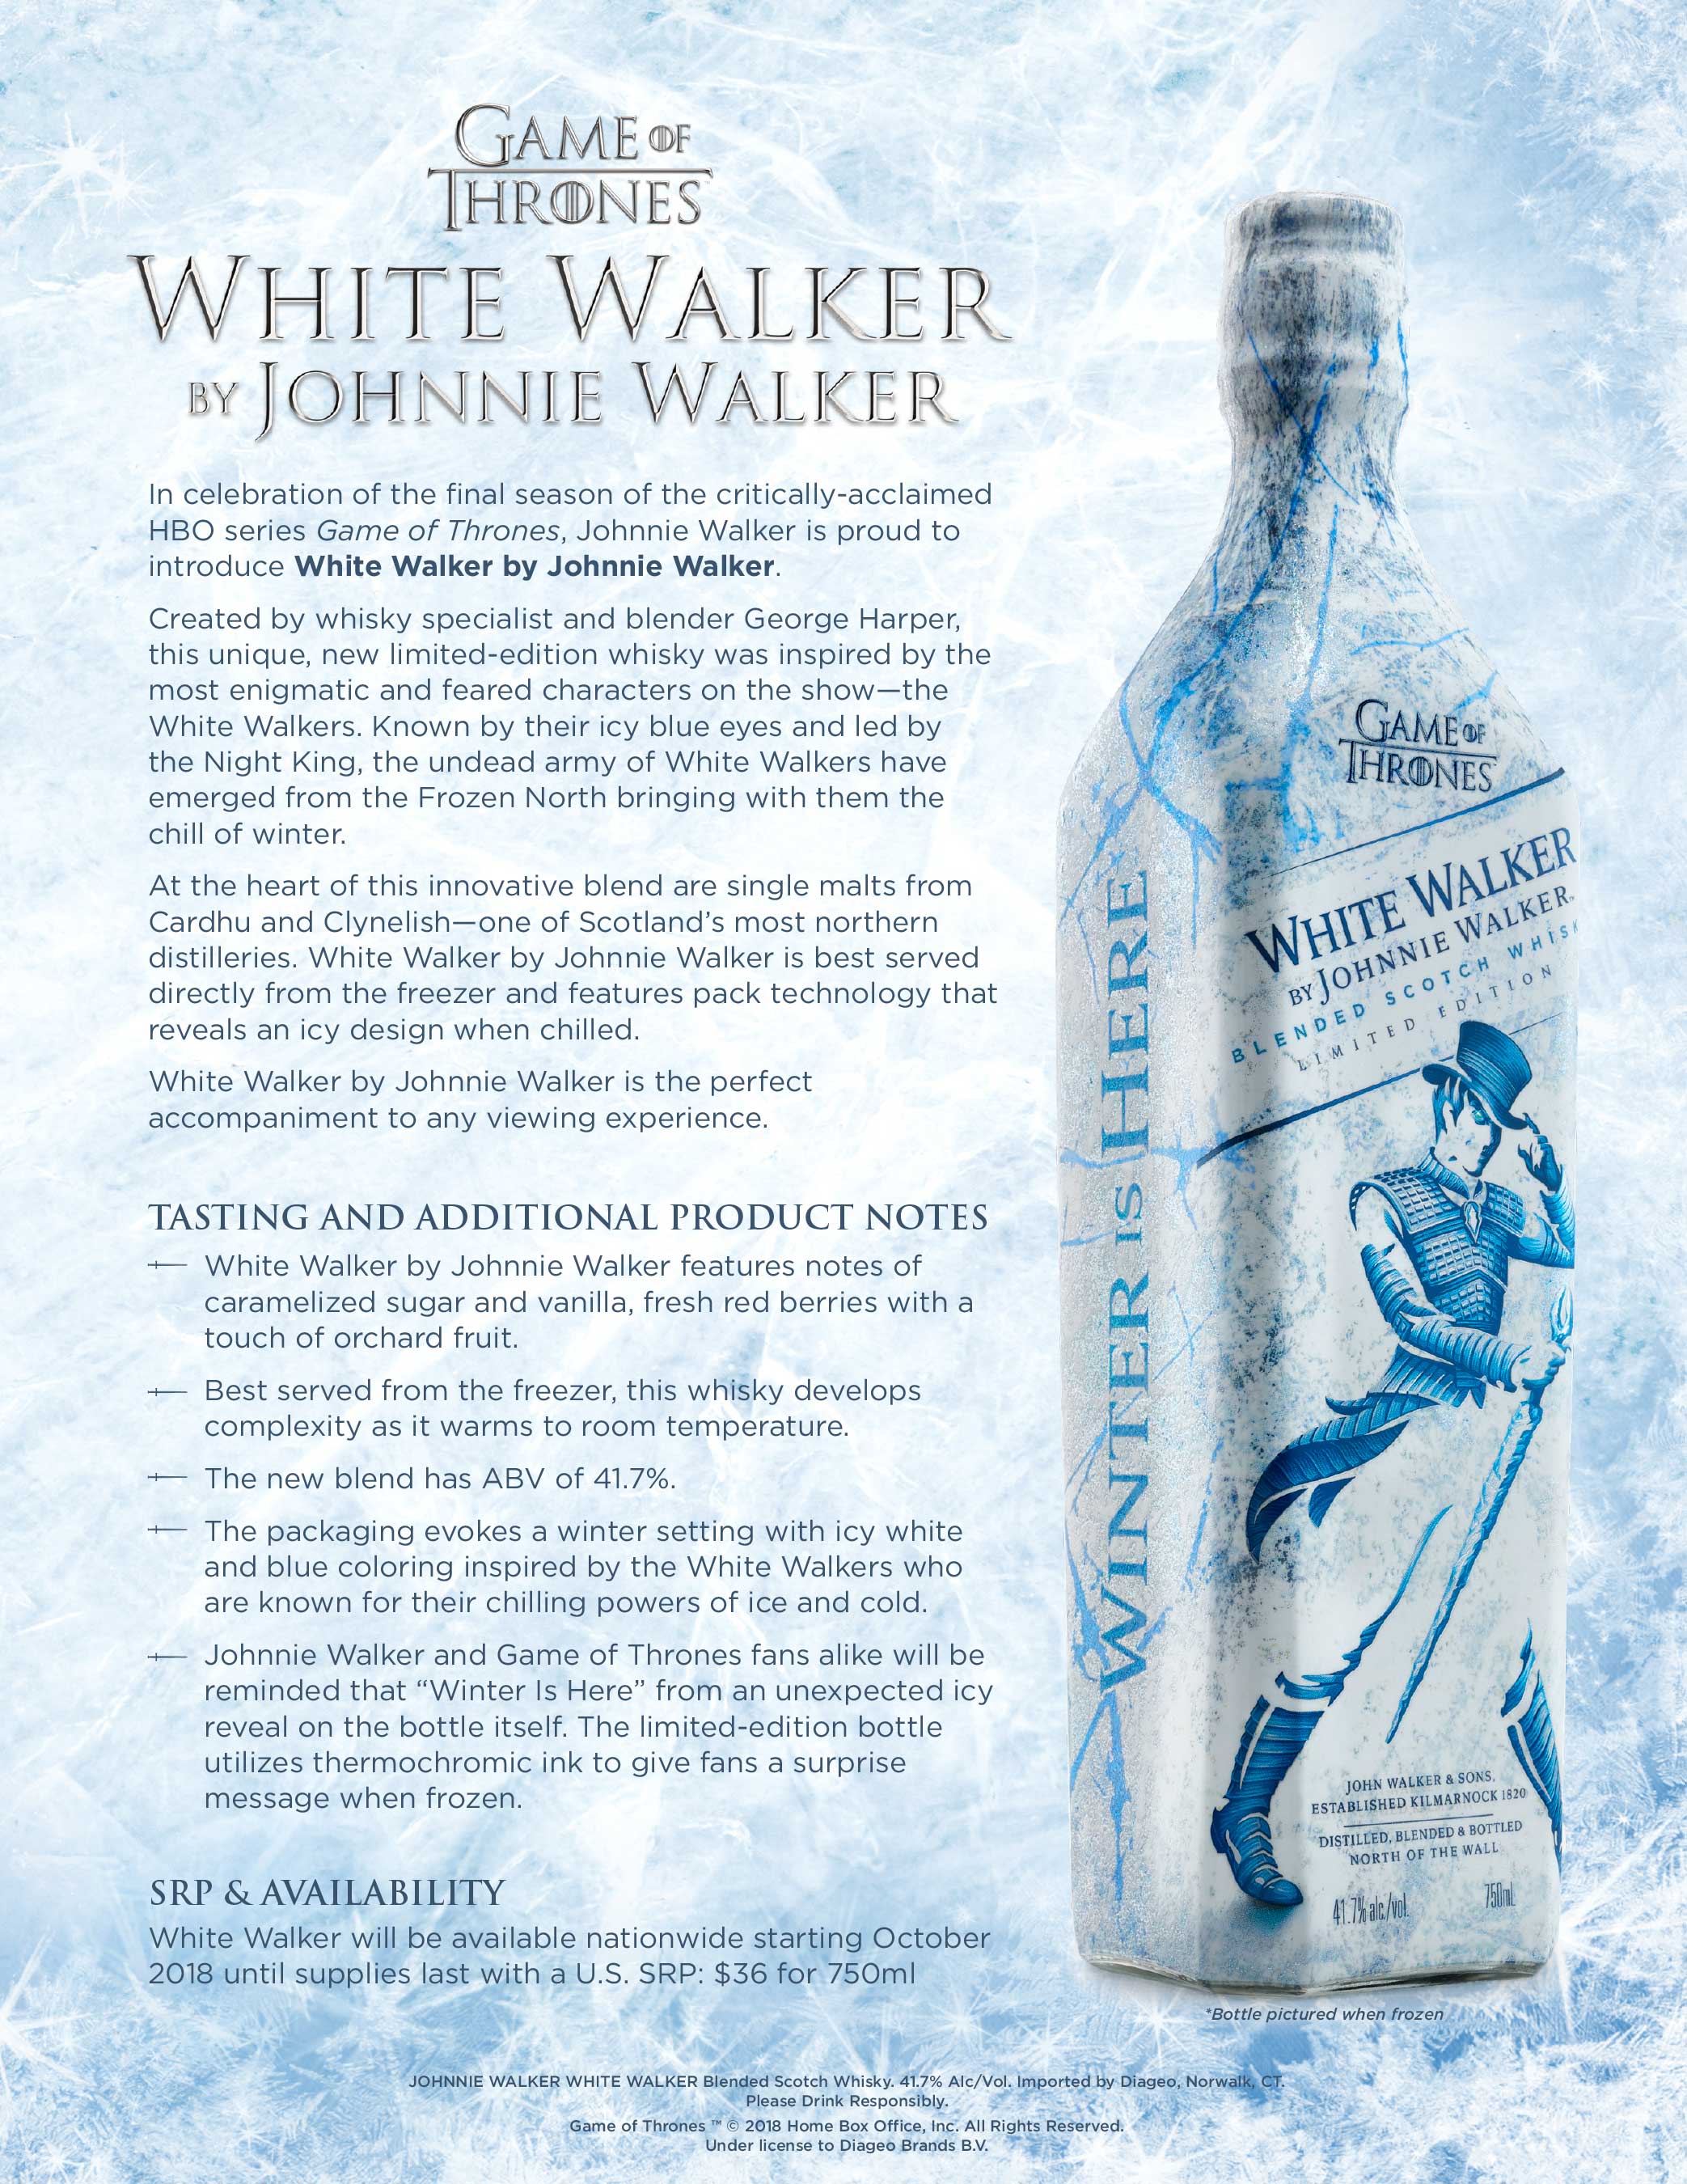 GAME OF
THRONES
WHITE WALKER
BY JOHNNIE WALKER
In celebration of the final season of the critically-acclaimed
HBO series Game of Thrones, Johnnie Walker is proud to
introduce White Walker by Johnnie Walker.
Created by whisky specialist and blender George Harper,
this unique, new limited-edition whisky was inspired by the
most enigmatic and feared characters on the show—the
White Walkers. Known by their icy blue eyes and led by
the Night King, the undead army of White Walkers have
emerged from the Frozen North bringing with them the
chill of winter.
At the heart of this innovative blend are single malts from
Cardhu and Clynelish—one of Scotland's most northern
distilleries. White Walker by Johnnie Walker is best served
directly from the freezer and features pack technology that
reveals an icy design when chilled.
White Walker by Johnnie Walker is the perfect
accompaniment to any viewing experience.
TASTING AND ADDITIONAL PRODUCT NOTES
White Walker by Johnnie Walker features notes of
caramelized sugar and vanilla, fresh red berries with a
touch of orchard fruit.
Best served from the freezer, this whisky develops
complexity as it warms to room temperature.
The new blend has ABV of 41.7%.
The packaging evokes a winter setting with icy white
and blue coloring inspired by the White Walkers who
are known for their chilling powers of ice and cold.
Johnnie Walker and Game of Thrones fans alike will be
reminded that “Winter Is Here” from an unexpected icy
reveal on the bottle itself. The limited-edition bottle
utilizes thermochromic ink to give fans a surprise
message when frozen.
SRP & AVAILABILITY
White Walker will be available nationwide starting October
2018 until supplies last with a U.S. SRP: $36 for 750ml
GAME OF
THRONES
WHITE WALKER
BY JOHNNIE WALKER
BLENDED SCOTCH WHISK
LIMITED EDITION
WINTER IS HERE
JOHN WALKER & SONS,
ESTABLISHED KILMARNOCK 1820
DISTILLED, BLENDED & BOTTLED
NORTH OF THE WALL
41.7% alc./vol.
750mL
*Bottle pictured when frozen
JOHNNIE WALKER WHITE WALKER Blended Scotch Whisky. 41.7% Alc/Vol. Imported by Diageo, Norwalk, CT.
Please Drink Responsibly.
Game of Thrones ™ © 2018 Home Box Office, Inc. All Rights Reserved.
Under license to Diageo Brands B.V.